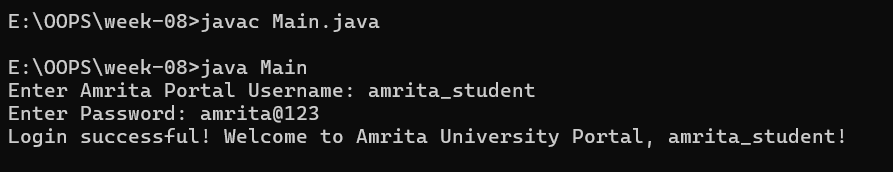 E:\OOPS\week-08>javac Main.java
E:\OOPS\week-08>java Main
Enter Amrita Portal Username: amrita_student
Enter Password: amrita@123
Login successful! Welcome to Amrita University Portal, amrita_student!